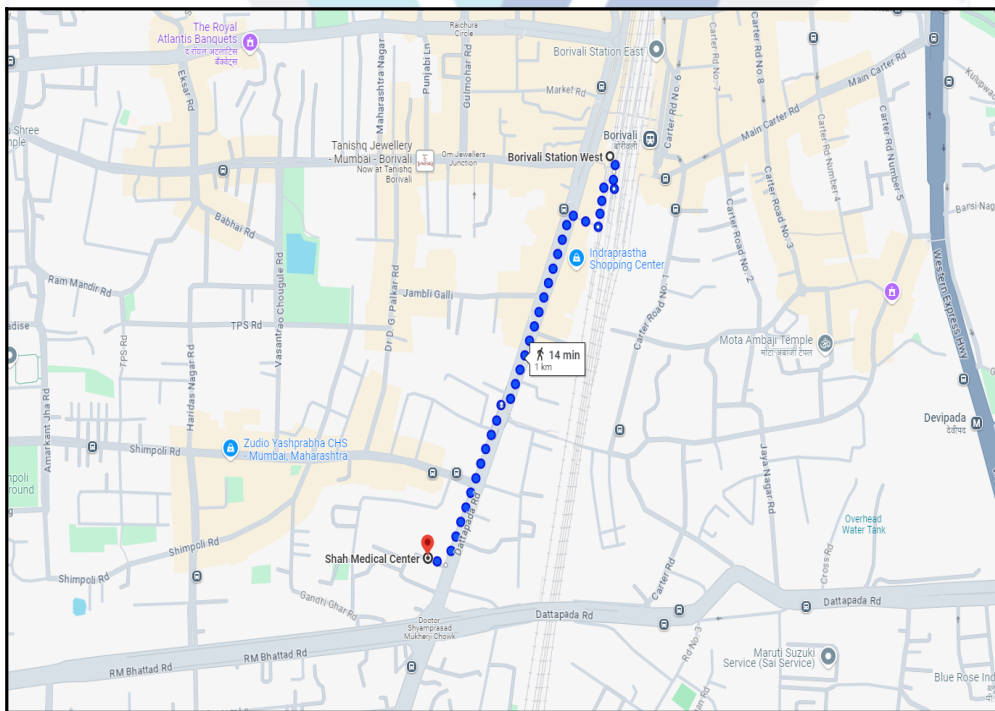 The Royal
Atlantis Banquets
द रॉयल अटलांटिस
बँक्वेट्स
Raichura
Circle
Borivali Station East
Market Rd
Eksar Rd
Maharashtra Nagar
Punjabi Ln
Gulmohar Rd
Carter Rd No. 6
Carter Rd No. 7
Carter Rd No. 8
Main Carter Rd
Main Carter Rd
Carter Rd Number 4
Carter Rd Number 5
Carter Road No. 3
Tanishq Jewellery
- Mumbai - Borivali
Now at Tanishq
Borivali
Om Jewellers
Junction
Borivali
बोरीवली
Borivali Station West
Babhai Rd
Ram Mandir Rd
Vasantrao Chougule Rd
Dr D. G. Palkar Rd
Jambli Galli
Indraprastha
Shopping Center
Carter Road No. 2
Carter Road No. 1
Western Express Hwy
TPS Rd
TPS Rd
Haridas Nagar Rd
Amarkant Jha Rd
14 min
1 km
Mota Ambaji Temple
मोटा अंबाजी टेंपल
Devipada
देवीपद
Shimpoli Rd
Zudio Yashprabha CHS
- Mumbai, Maharashtra
Jaya Nagar Rd
Dattapada Rd
Overhead
Water Tank
Shimpoli Rd
Shimpoli Rd
Shah Medical Center
Gandhi Ghar Rd
Carter Rd
Cross Rd
Dattapada Rd
Dattapada Rd
Doctor
Shyamprasad
Mukherji Chowk
RM Bhattad Rd
RM Bhattad Rd
Rd No. 3
Maruti Suzuki
Service (Sai Service)
Blue Rose Ind